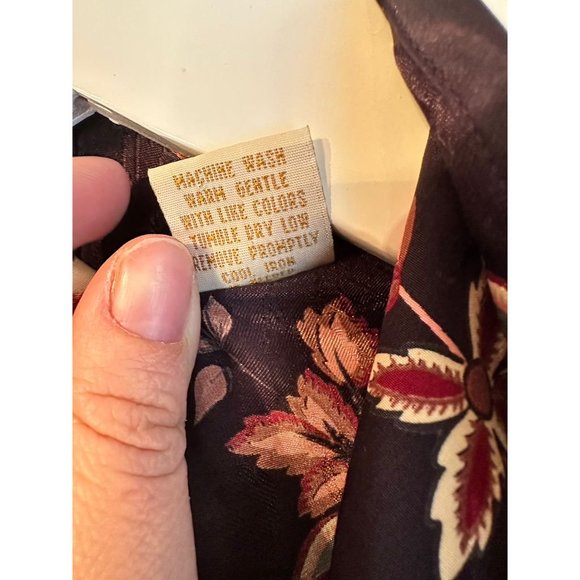 MACHINE WASH
WARM GENTLE
WITH LIKE COLORS
TUMBLE DRY LOW
REMOVE PROMPTLY
COOL IRON